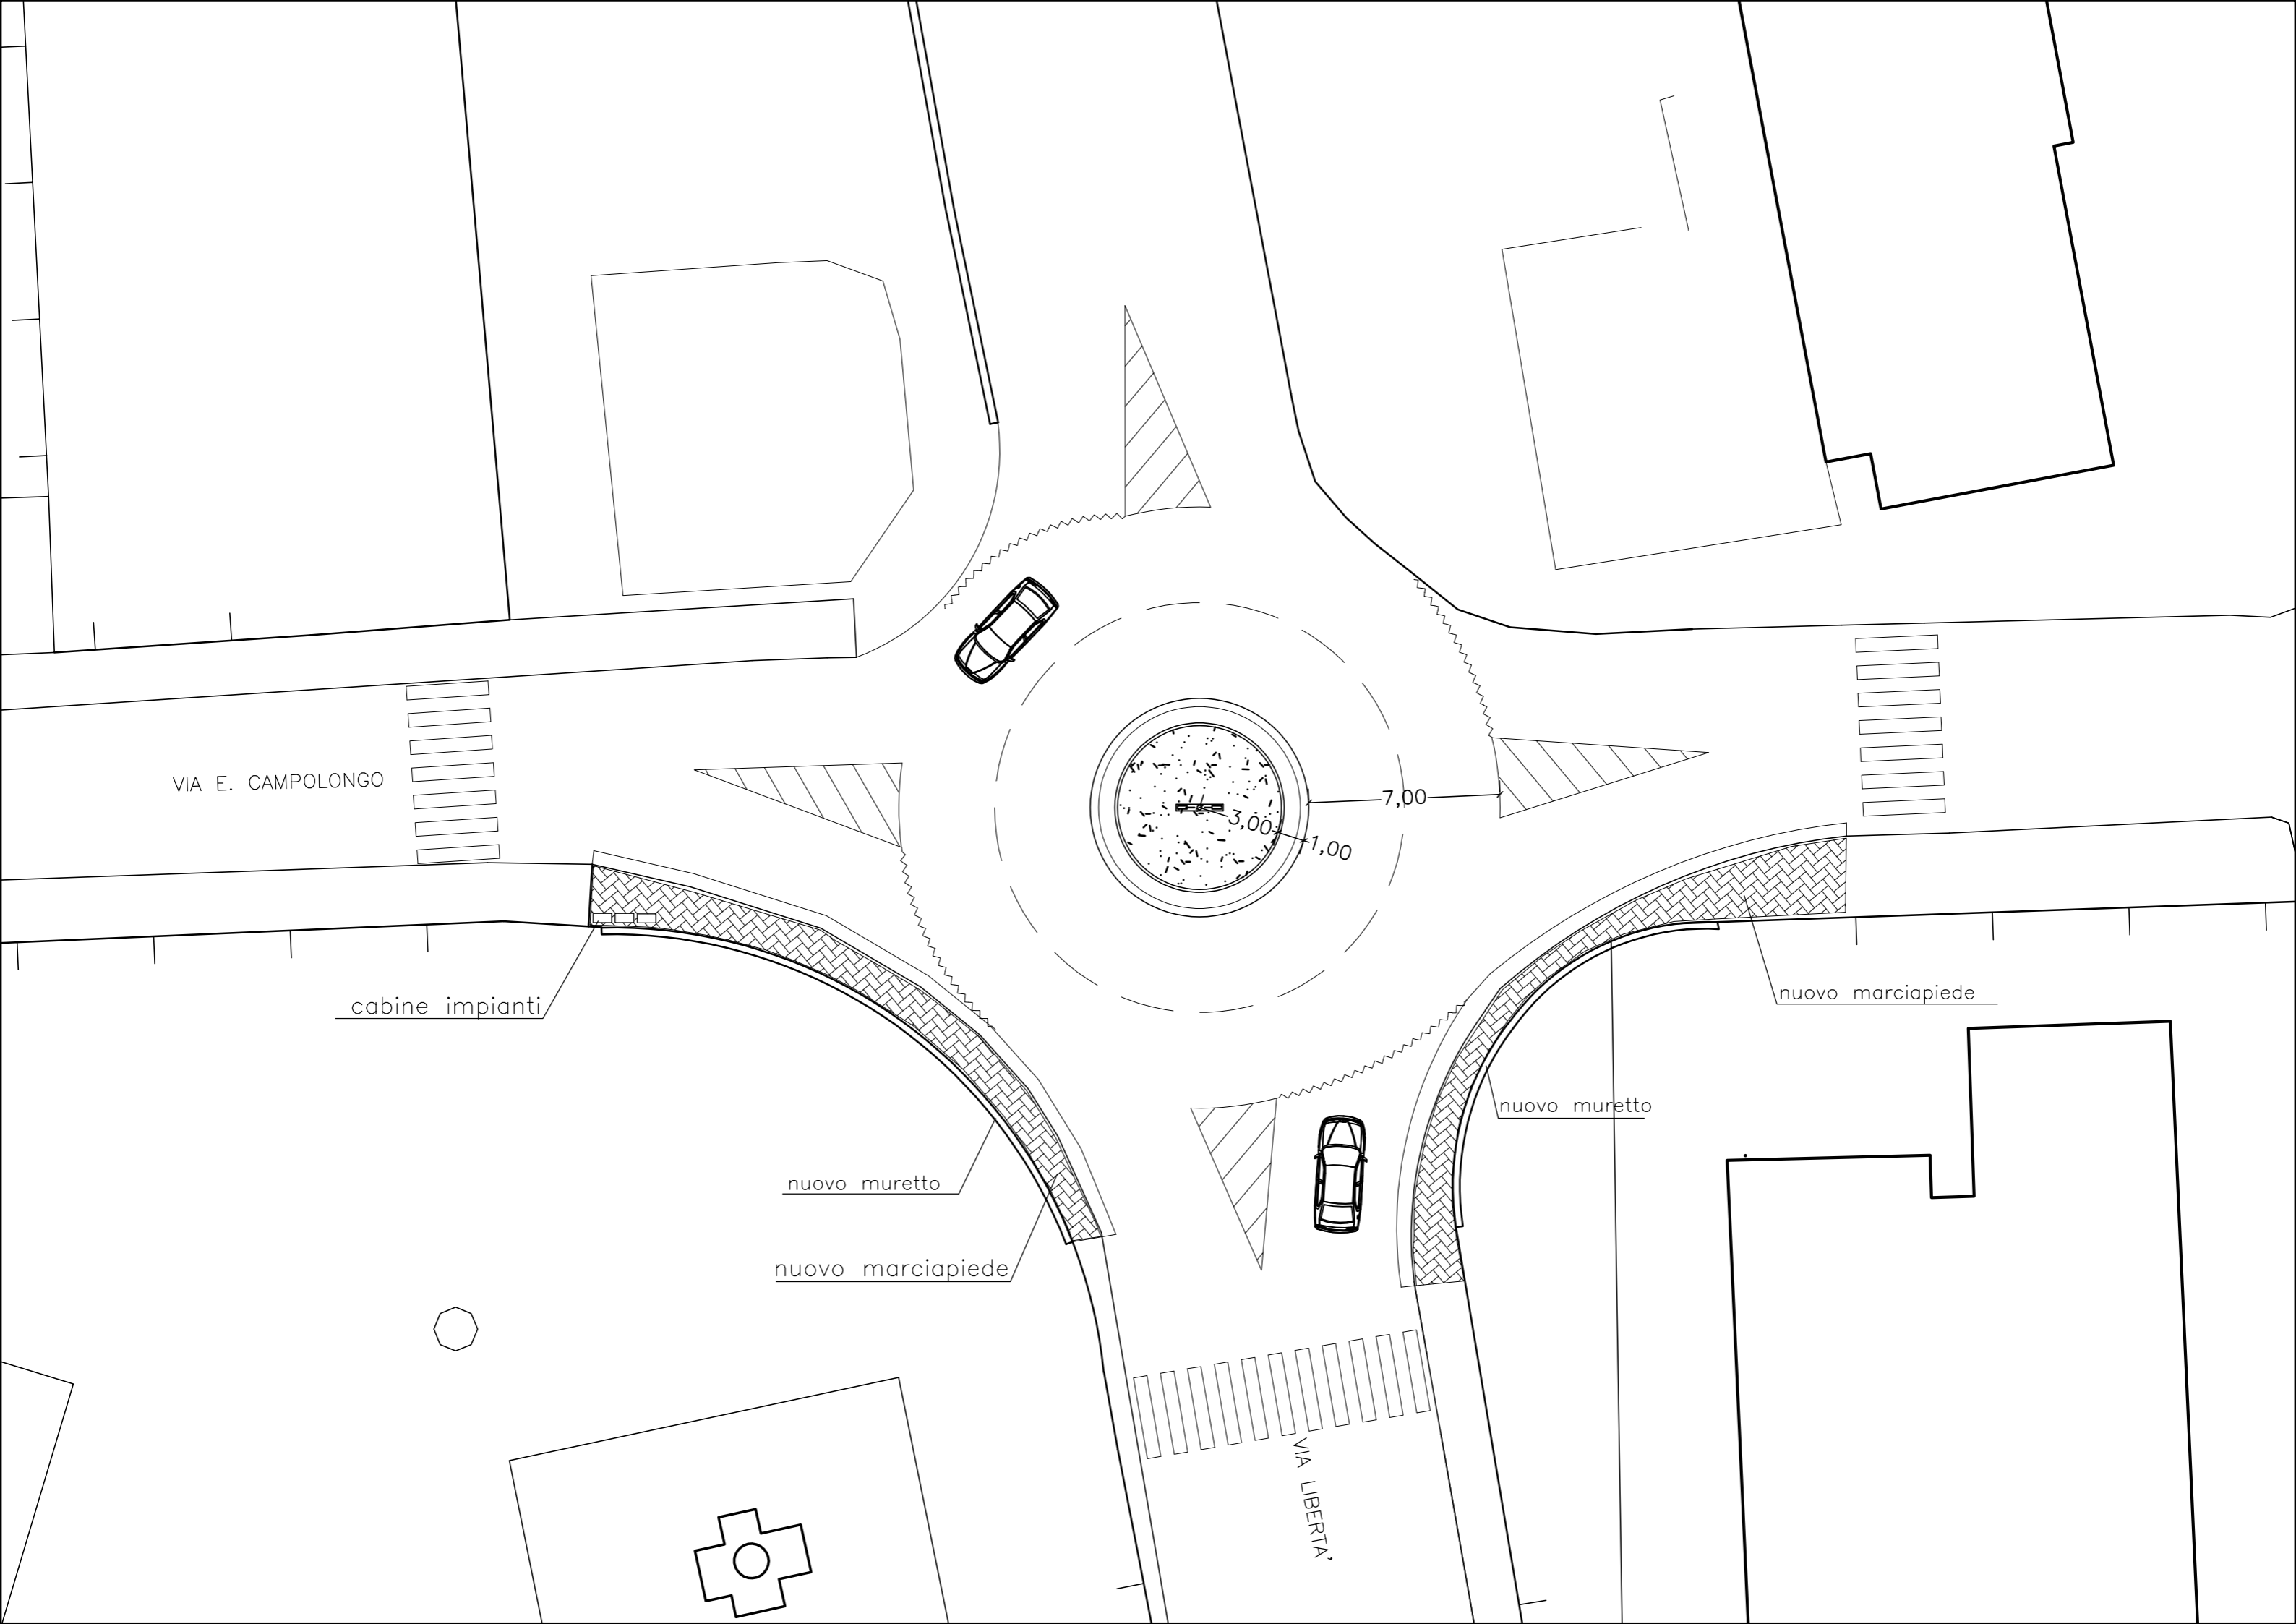 VIA E. CAMPOLONGO
7,00
3,00
1,00
cabine impianti
nuovo marciapiede
nuovo muretto
nuovo muretto
nuovo marciapiede
VIA LIBERTA'